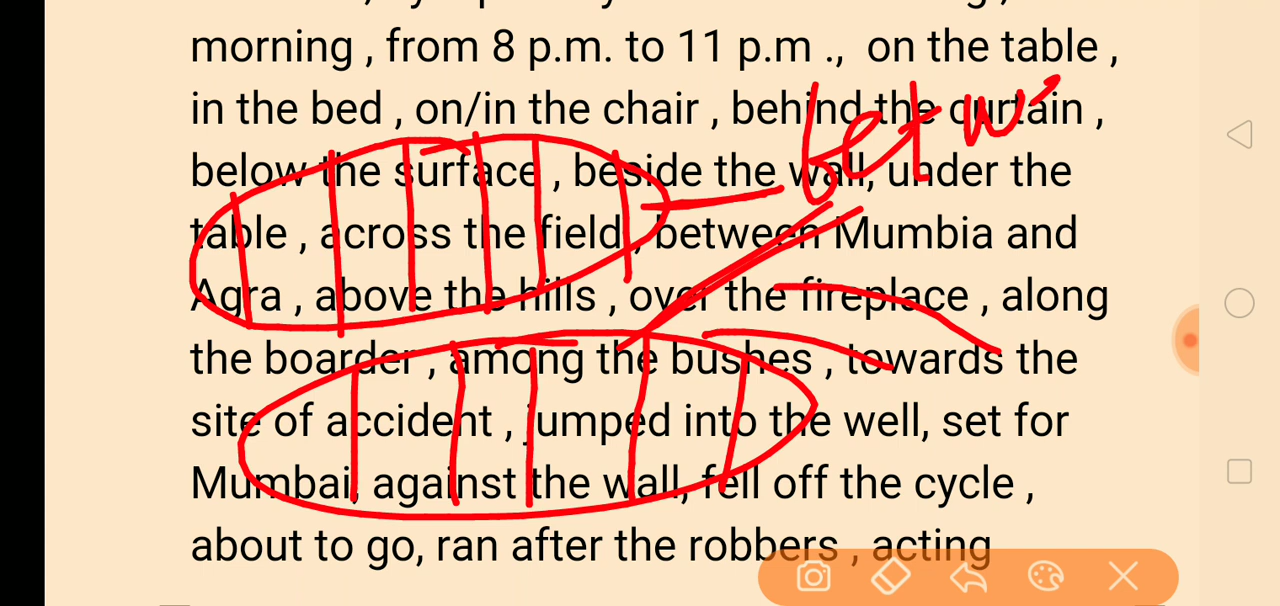 morning , from 8 p.m. to 11 p.m ., on the table ,
in the bed , on/in the chair , behind the curtain ,
below the surface , beside the wall, under the
table , across the field , between Mumbia and
Agra , above the hills , over the fireplace , along
the boarder , among the bushes , towards the
site of accident , jumped into the well, set for
Mumbai, against the wall, fell off the cycle ,
about to go, ran after the robbers , acting
betw